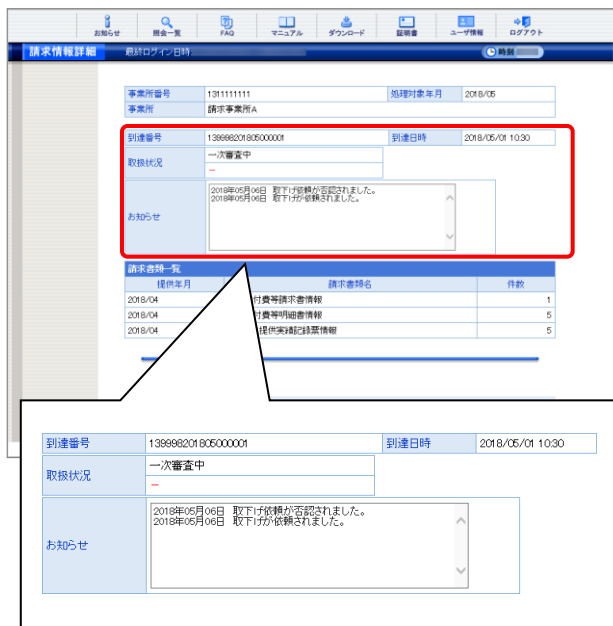 お知らせ 照会一覧 FAQ マニュアル ダウンロード 証明書 ユーザ情報 ログアウト
請求情報詳細 最終ログイン日時: 時刻
事業所番号 1311111111 処理対象年月 2018/05
事業所 請求事業所A
到達番号 13999820180500001 到達日時 2018/05/01 10:30
取扱状況 一次審査中
−
お知らせ
2018年05月06日 取下げ依頼が否認されました。
2018年05月06日 取下げが依頼されました。
請求書類一覧
提供年月 請求書類名 件数
2018/04 付費等請求書情報 1
2018/04 付費等明細書情報 5
2018/04 提供実績記録票情報 5
到達番号 139998201805000001 到達日時 2018/05/01 10:30
取扱状況 一次審査中
−
お知らせ
2018年05月06日 取下げ依頼が否認されました。
2018年05月06日 取下げが依頼されました。